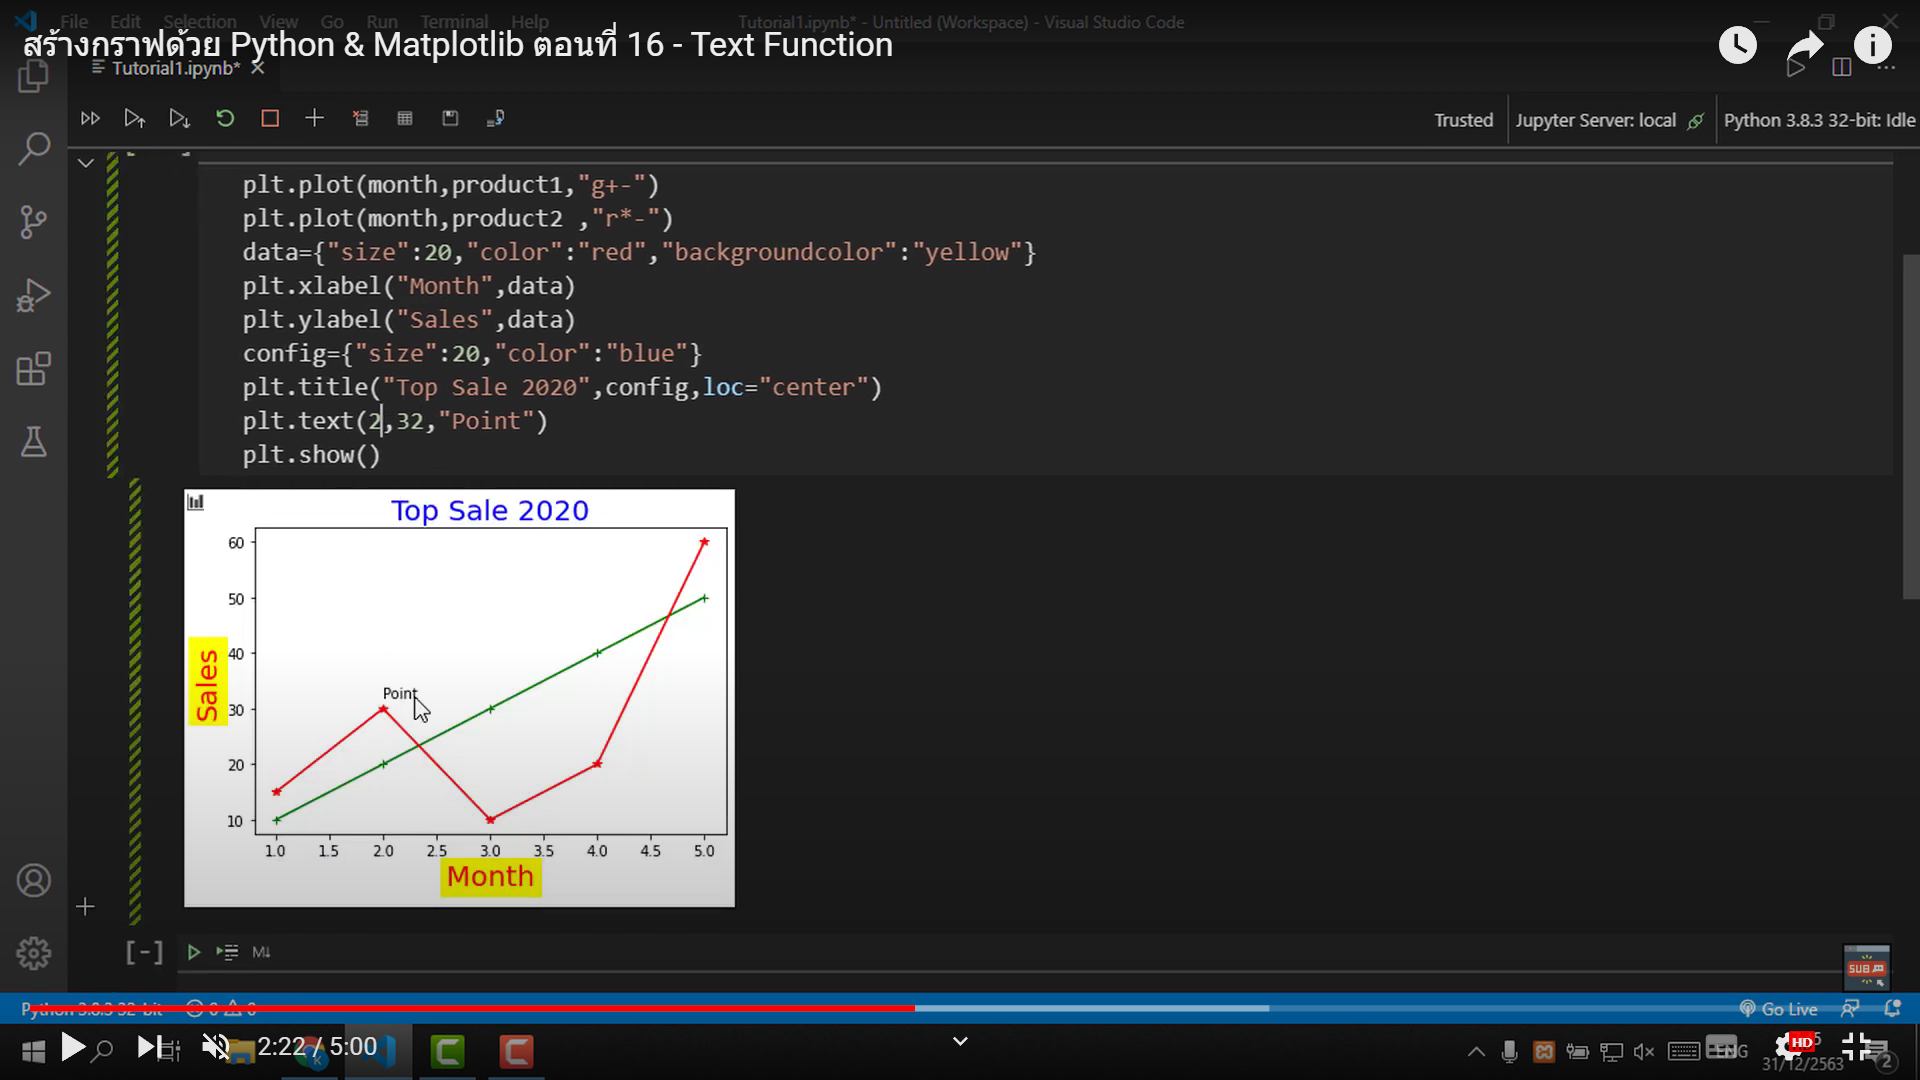 File Edit Selection View Go Run Terminal Help Tutorial1.ipynb* - Untitled (Workspace) - Visual Studio Code
สร้างกราฟด้วย Python & Matplotlib ตอนที่ 16 - Text Function
Tutorial1.ipynb*
Trusted Jupyter Server: local Python 3.8.3 32-bit: Idle
plt.plot(month,product1,"g+-")
plt.plot(month,product2 ,"r*-")
data={"size":20,"color":"red","backgroundcolor":"yellow"}
plt.xlabel("Month",data)
plt.ylabel("Sales",data)
config={"size":20,"color":"blue"}
plt.title("Top Sale 2020",config,loc="center")
plt.text(2,32,"Point")
plt.show()
Top Sale 2020
60
50
40
30
20
10
Sales
Point
1.0 1.5 2.0 2.5 3.0 3.5 4.0 4.5 5.0
Month
[-] M↓
SUB
Python 3.8.3 32-bit 0 0 Go Live
2:22 / 5:00
ENG
HD
31/12/2563
2